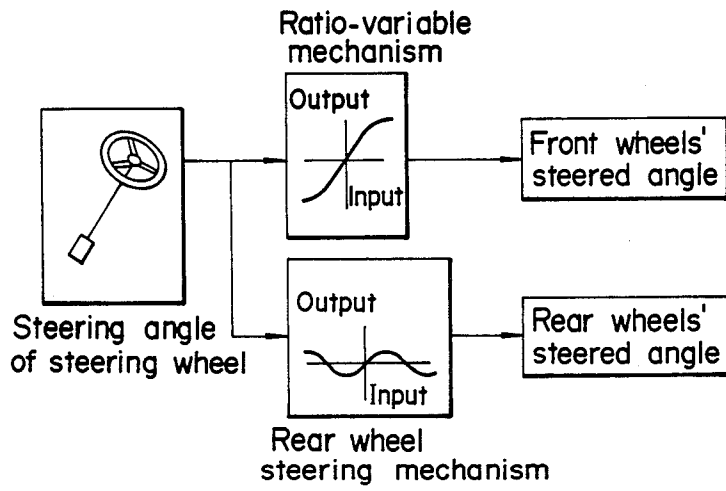 Ratio-variable
mechanism
Output
Input
Front wheels'
steered angle
Steering angle
of steering wheel
Output
Input
Rear wheels'
steered angle
Rear wheel
steering mechanism